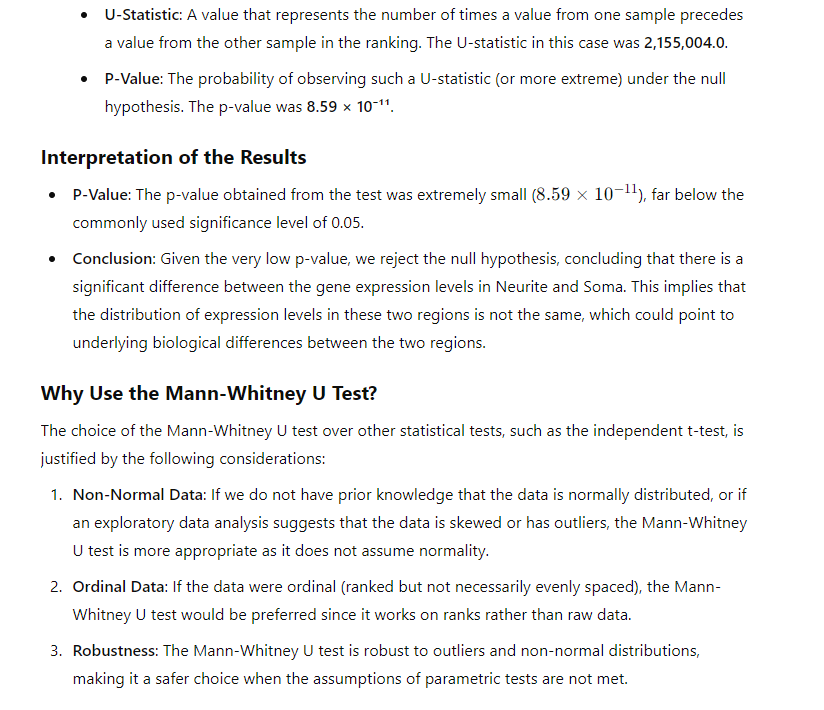 • U-Statistic: A value that represents the number of times a value from one sample precedes
a value from the other sample in the ranking. The U-statistic in this case was 2,155,004.0.
• P-Value: The probability of observing such a U-statistic (or more extreme) under the null
hypothesis. The p-value was 8.59 × 10⁻¹¹.
Interpretation of the Results
• P-Value: The p-value obtained from the test was extremely small (8.59 × 10⁻¹¹), far below the
commonly used significance level of 0.05.
• Conclusion: Given the very low p-value, we reject the null hypothesis, concluding that there is a
significant difference between the gene expression levels in Neurite and Soma. This implies that
the distribution of expression levels in these two regions is not the same, which could point to
underlying biological differences between the two regions.
Why Use the Mann-Whitney U Test?
The choice of the Mann-Whitney U test over other statistical tests, such as the independent t-test, is
justified by the following considerations:
1. Non-Normal Data: If we do not have prior knowledge that the data is normally distributed, or if
an exploratory data analysis suggests that the data is skewed or has outliers, the Mann-Whitney
U test is more appropriate as it does not assume normality.
2. Ordinal Data: If the data were ordinal (ranked but not necessarily evenly spaced), the Mann-
Whitney U test would be preferred since it works on ranks rather than raw data.
3. Robustness: The Mann-Whitney U test is robust to outliers and non-normal distributions,
making it a safer choice when the assumptions of parametric tests are not met.